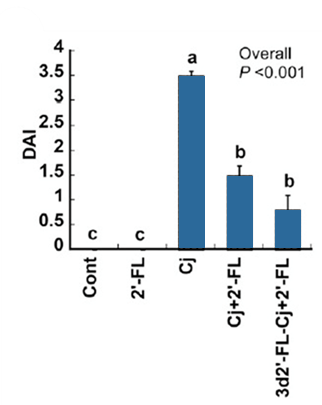 Overall
P <0.001
DAI
4
3.5
3
2.5
2
1.5
1
0.5
0
c
c
a
b
b
Cont
2'-FL
Cj
Cj+2'-FL
3d2'-FL-Cj+2'-FL